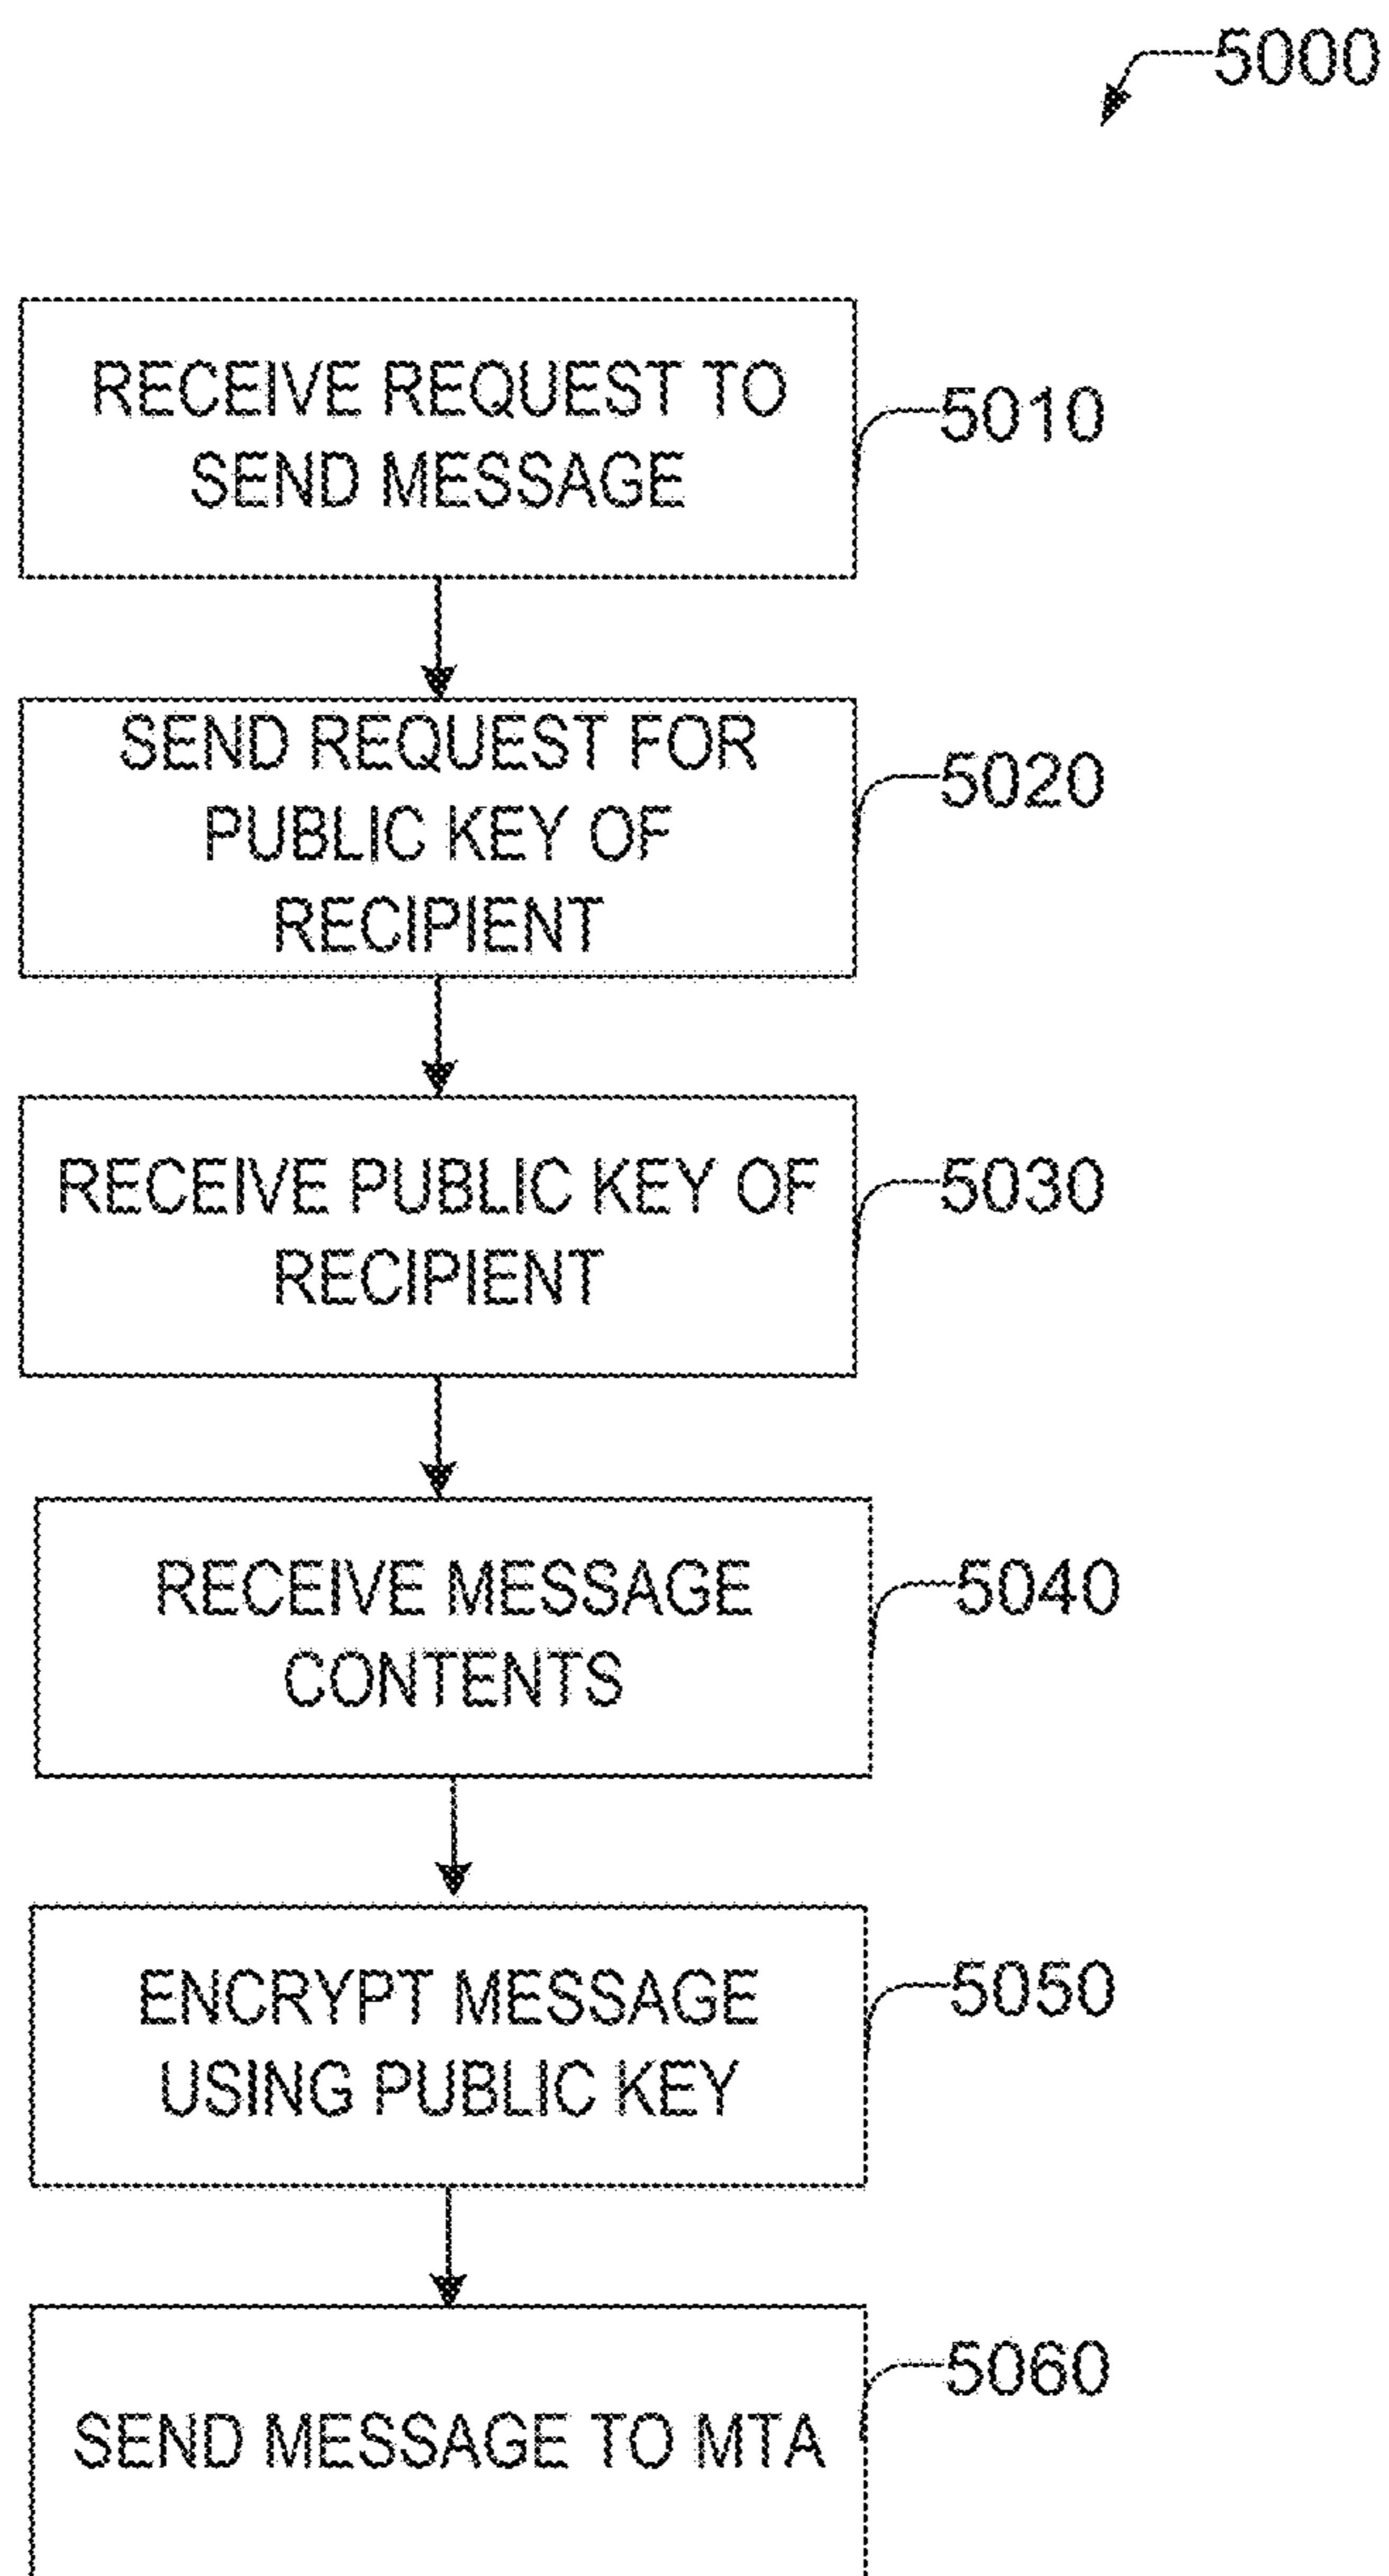 5000
RECEIVE REQUEST TO
SEND MESSAGE
5010
SEND REQUEST FOR
PUBLIC KEY OF
RECIPIENT
5020
RECEIVE PUBLIC KEY OF
RECIPIENT
5030
RECEIVE MESSAGE
CONTENTS
5040
ENCRYPT MESSAGE
USING PUBLIC KEY
5050
SEND MESSAGE TO MTA
5060